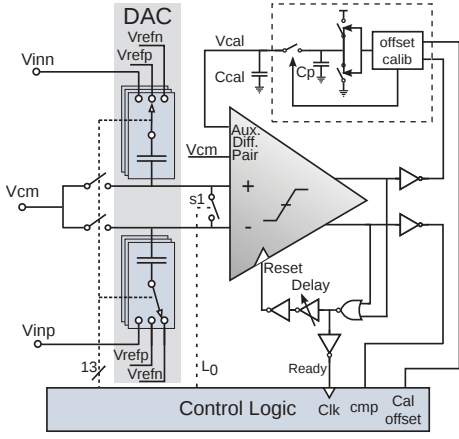 DAC
Vrefn
Vrefp
Vinn
Vcal
Ccal
Cp
offset
calib
Aux.
Diff.
Pair
Vcm
Vcm
+
-
s1
Reset
Delay
Vinp
Vrefp
Vrefn
13
L0
Ready
Control Logic
Clk
cmp
Cal
offset